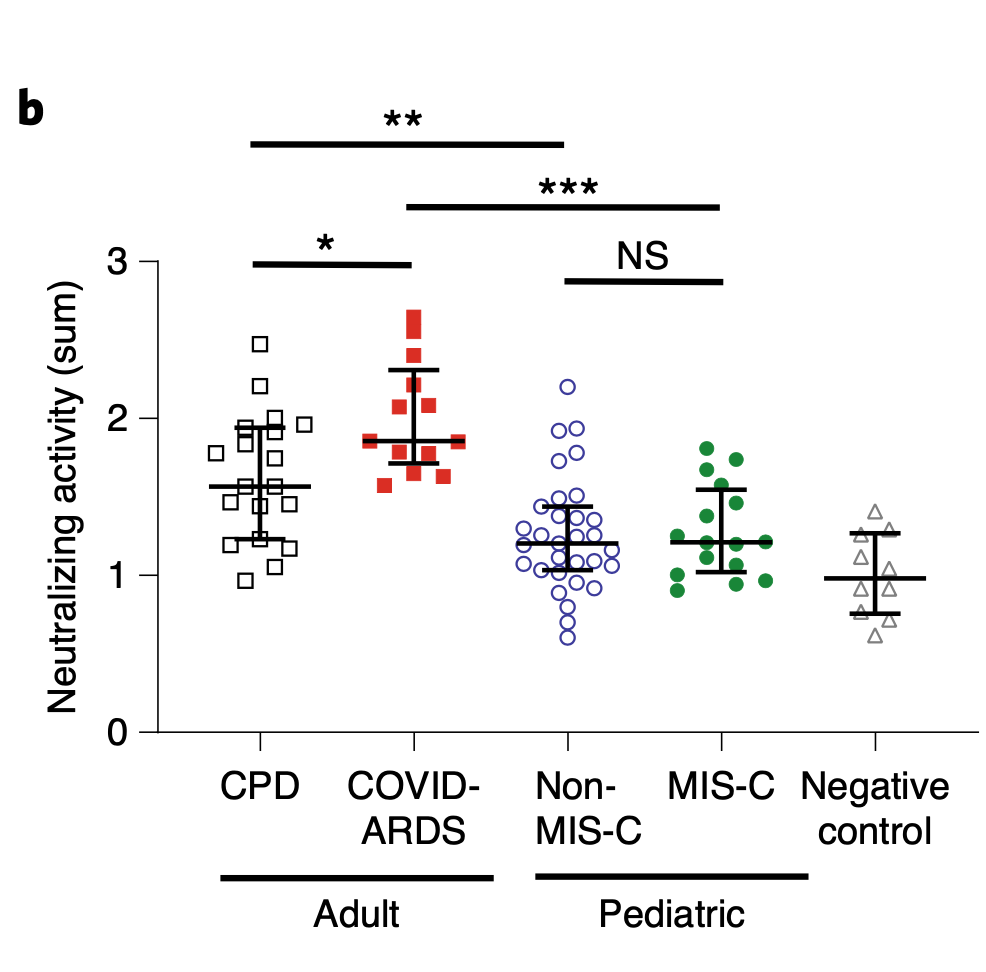 b
**
***
*
NS
Neutralizing activity (sum)
3
2
1
0
CPD
COVID-
ARDS
Non-
MIS-C
MIS-C
Negative
control
Adult
Pediatric